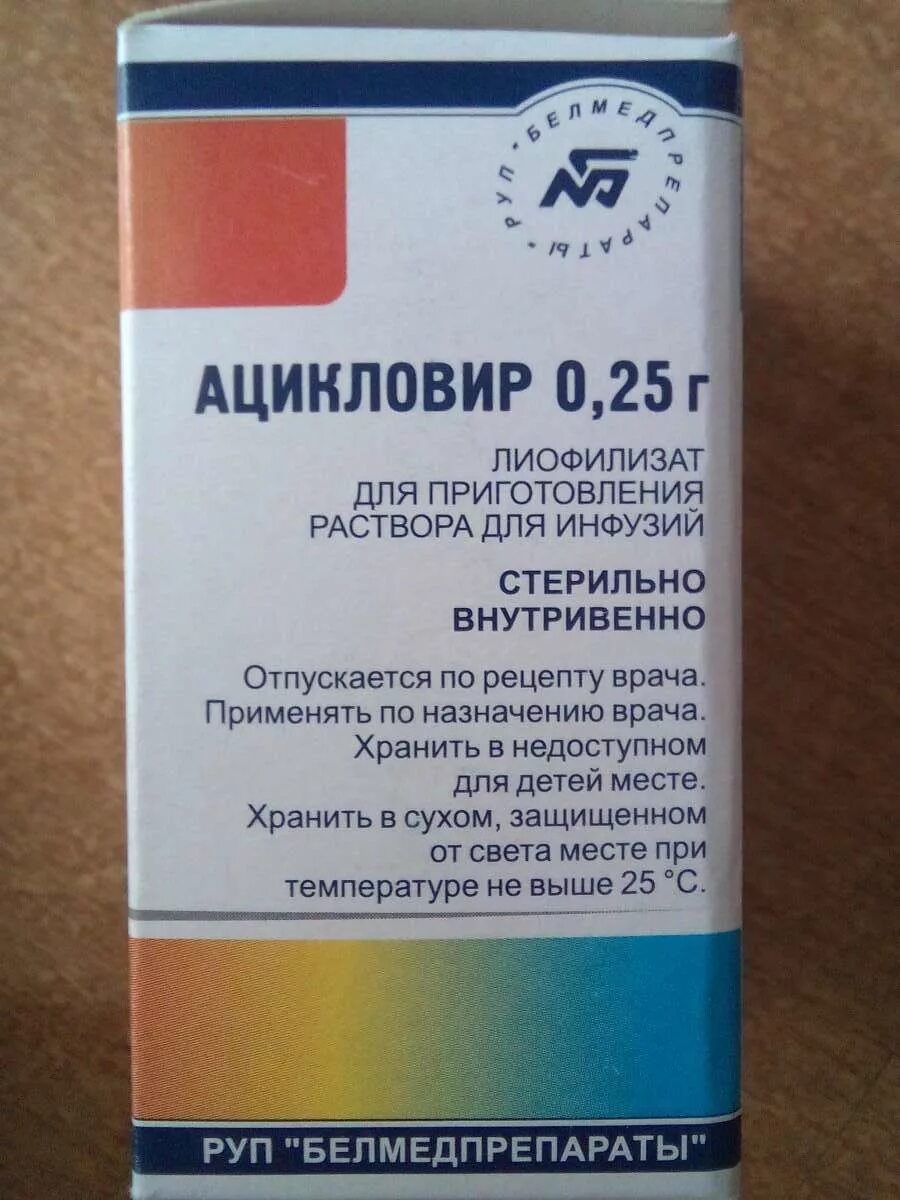 РУП · БЕЛМЕДПРЕПАРАТЫ ·
АЦИКЛОВИР 0,25 г
ЛИОФИЛИЗАТ
ДЛЯ ПРИГОТОВЛЕНИЯ
РАСТВОРА ДЛЯ ИНФУЗИЙ
СТЕРИЛЬНО
ВНУТРИВЕННО
Отпускается по рецепту врача.
Применять по назначению врача.
Хранить в недоступном
для детей месте.
Хранить в сухом, защищенном
от света месте при
температуре не выше 25 °С.
РУП "БЕЛМЕДПРЕПАРАТЫ"